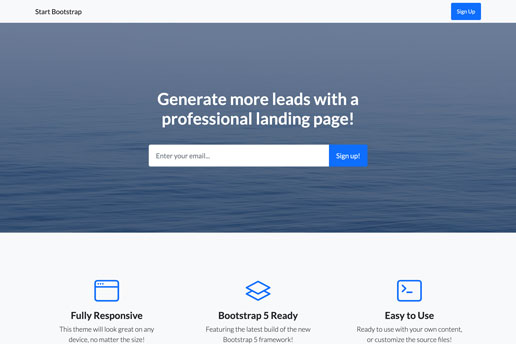 Start Bootstrap
Sign Up
Generate more leads with a
professional landing page!
Enter your email...
Sign up!
Fully Responsive
This theme will look great on any
device, no matter the size!
Bootstrap 5 Ready
Featuring the latest build of the new
Bootstrap 5 framework!
Easy to Use
Ready to use with your own content,
or customize the source files!